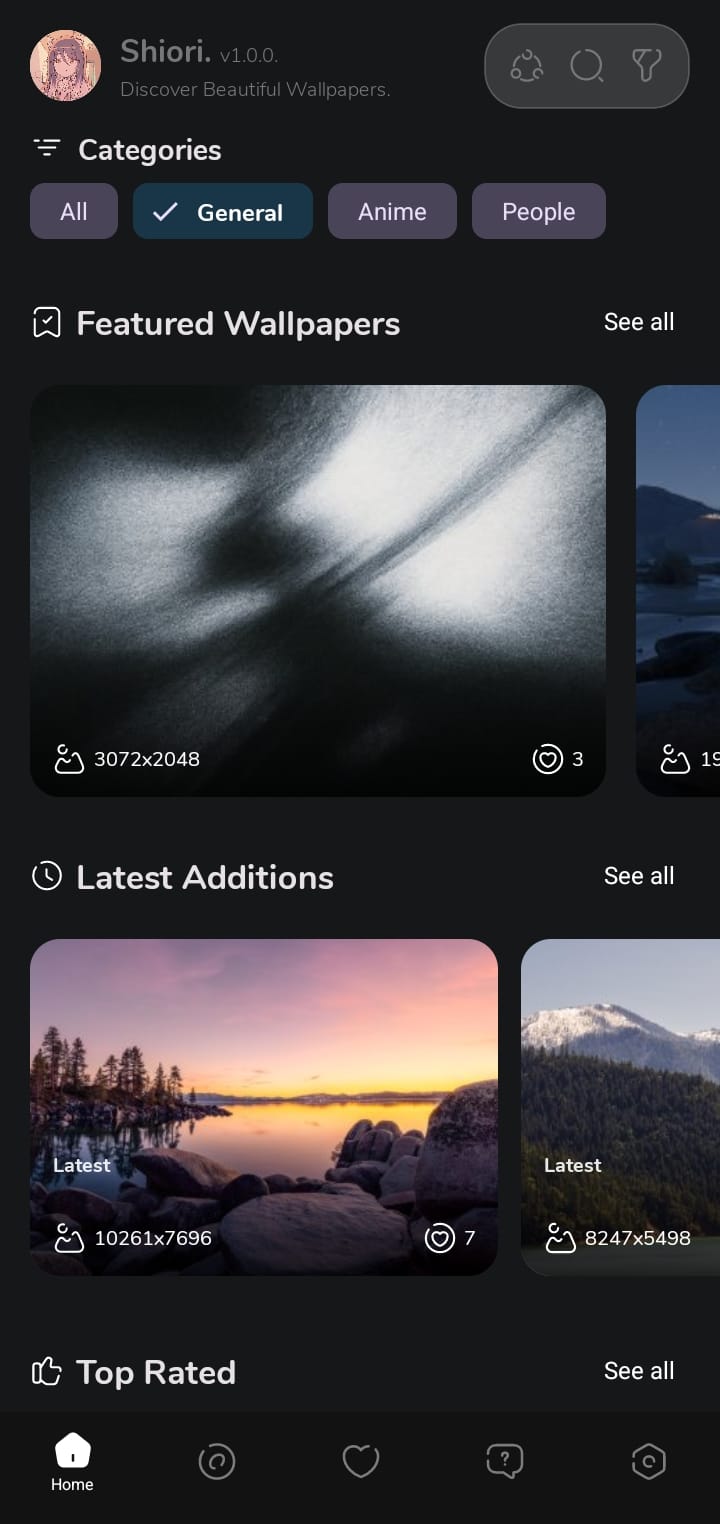 Shiori. v1.0.0.
Discover Beautiful Wallpapers.
Categories
All General Anime People
Featured Wallpapers See all
3072x2048 3 19
Latest Additions See all
Latest Latest
10261x7696 7 8247x5498
Top Rated See all
?
Home